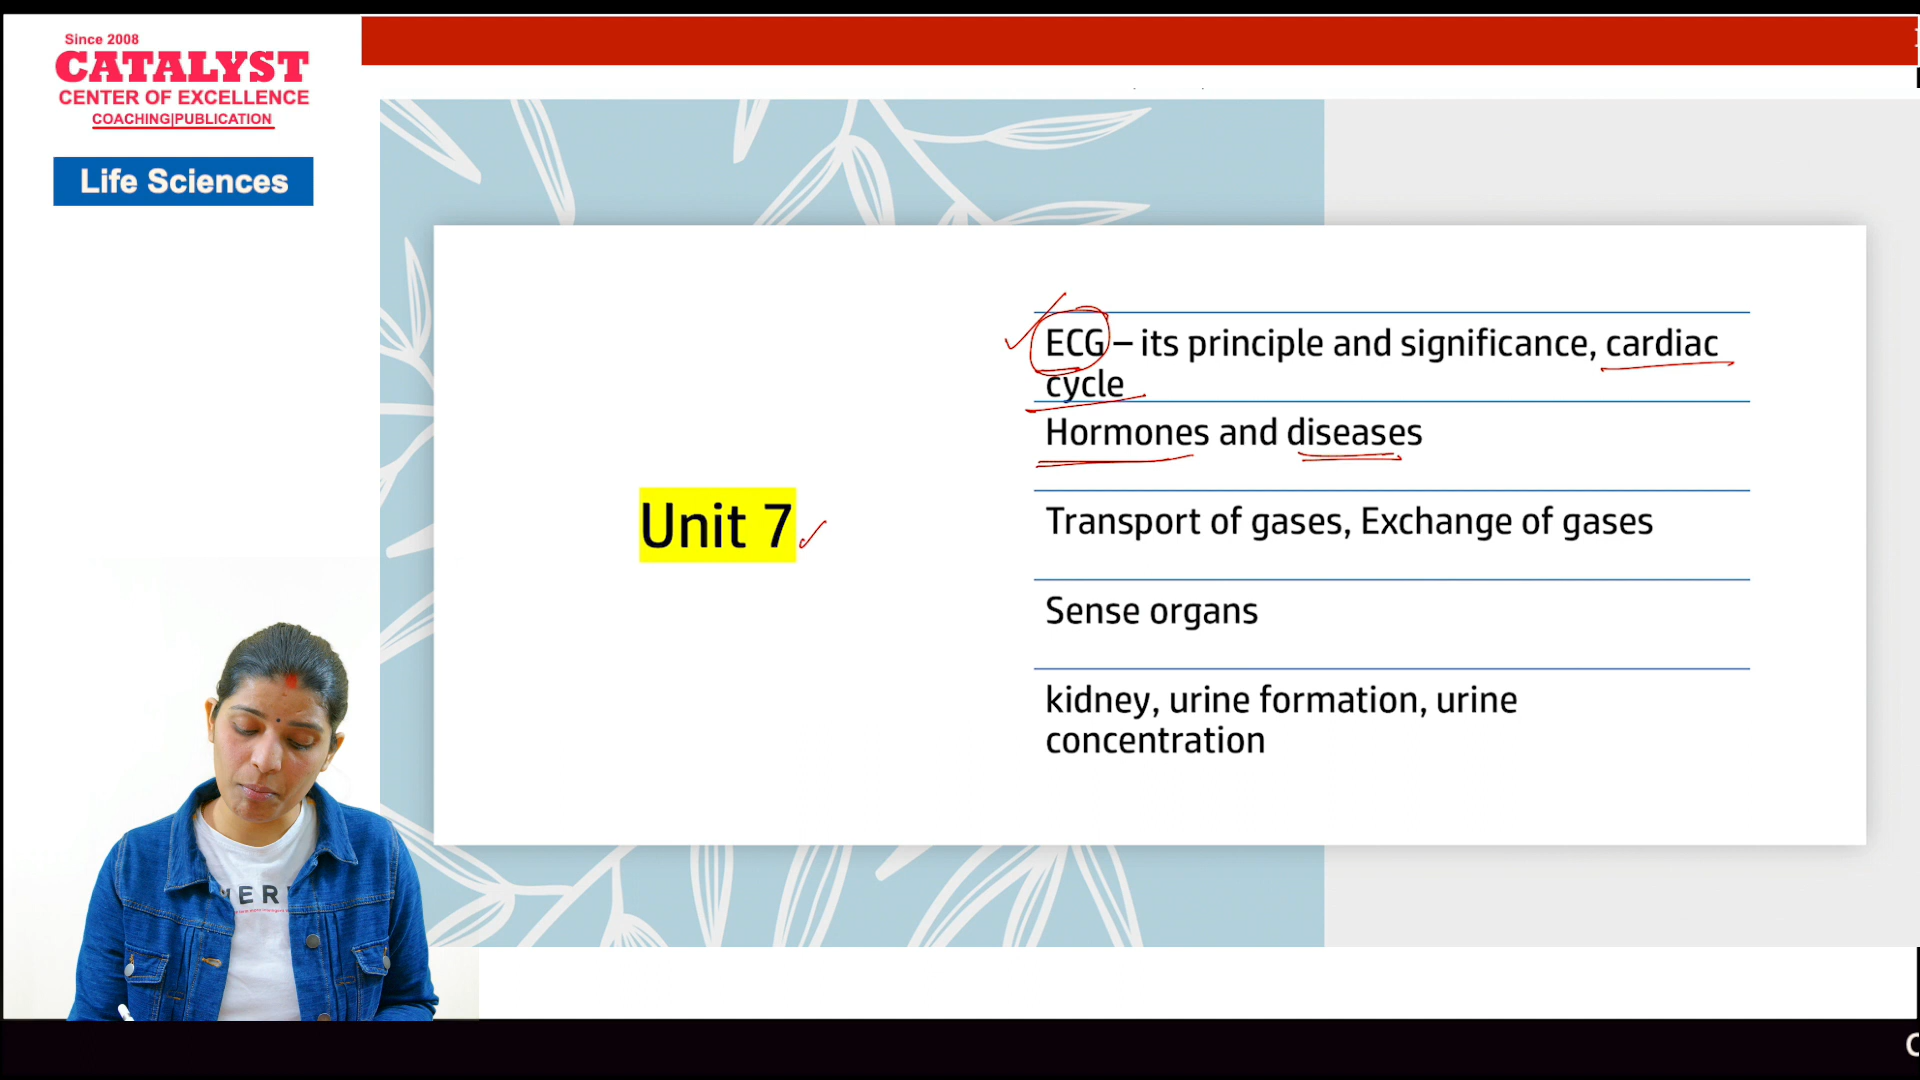 Since 2008
CATALYST
CENTER OF EXCELLENCE
COACHING|PUBLICATION
Life Sciences
ECG – its principle and significance, cardiac
cycle
Hormones and diseases
Unit 7
Transport of gases, Exchange of gases
Sense organs
kidney, urine formation, urine
concentration